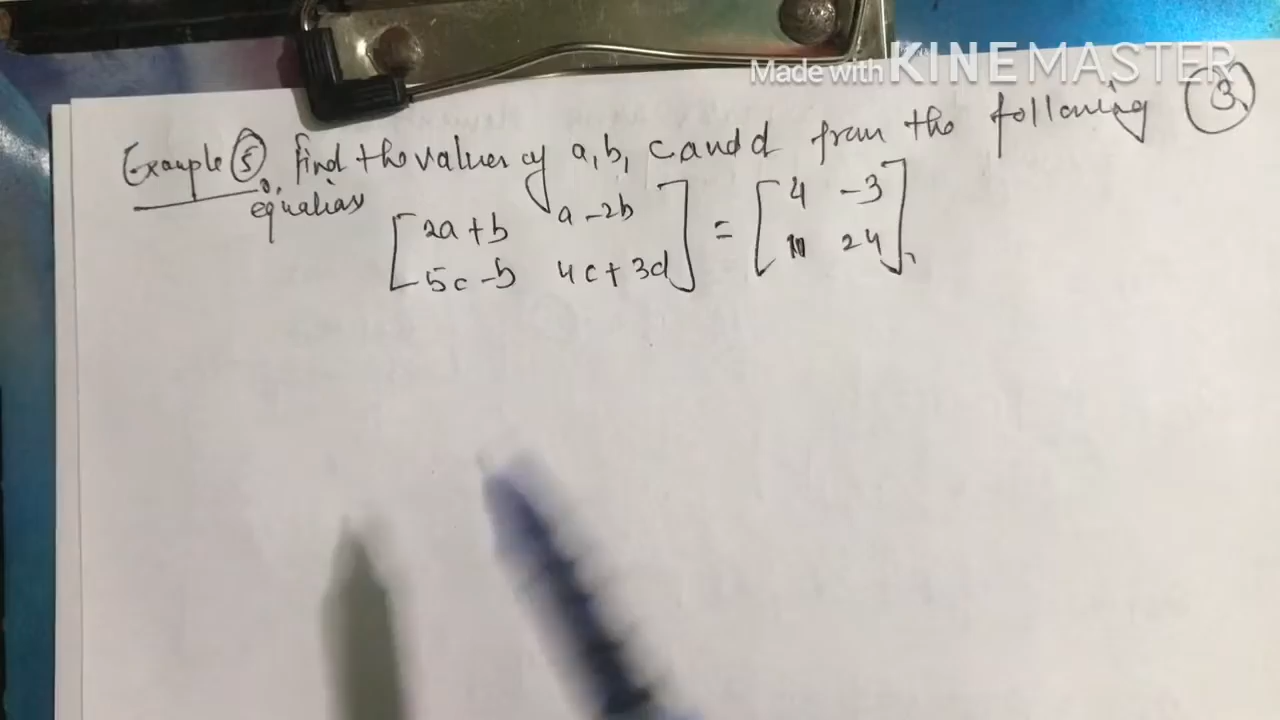 Made with KINEMASTER
Example 5. find the values of a, b, c and d from the following 3
equation
[2a+b a-2b] = [4 -3]
[5c-b 4c+3d] [11 24].